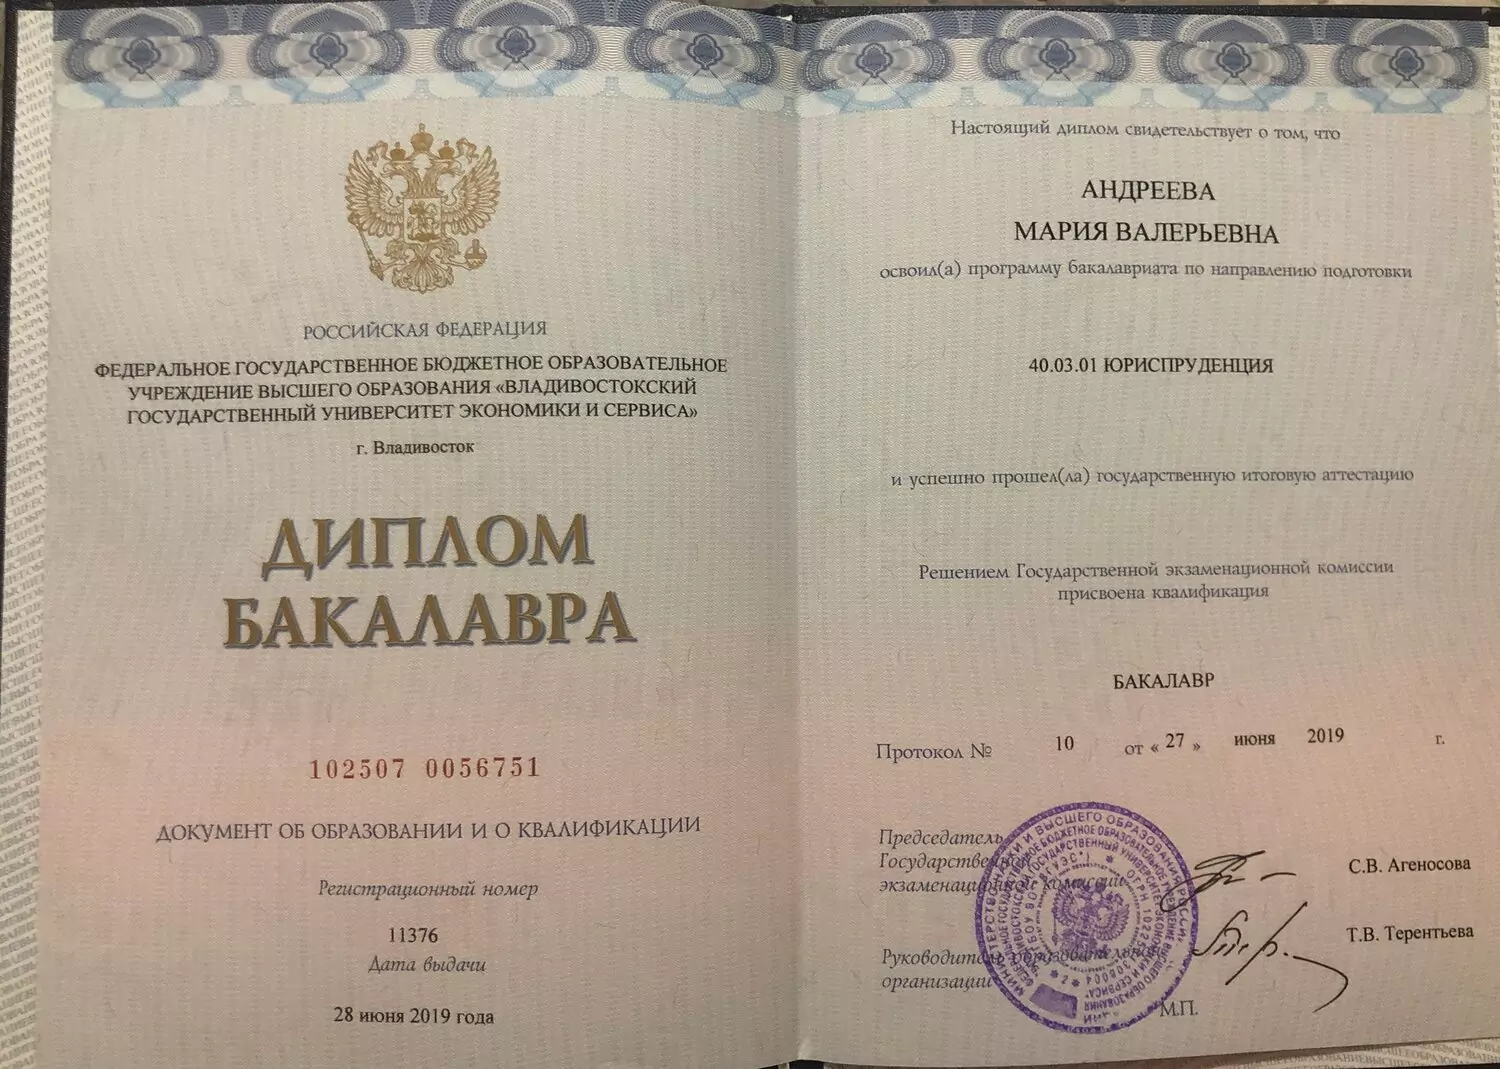 РОССИЙСКАЯ ФЕДЕРАЦИЯ
ФЕДЕРАЛЬНОЕ ГОСУДАРСТВЕННОЕ БЮДЖЕТНОЕ ОБРАЗОВАТЕЛЬНОЕ
УЧРЕЖДЕНИЕ ВЫСШЕГО ОБРАЗОВАНИЯ «ВЛАДИВОСТОКСКИЙ
ГОСУДАРСТВЕННЫЙ УНИВЕРСИТЕТ ЭКОНОМИКИ И СЕРВИСА»
г. Владивосток
ДИПЛОМ
БАКАЛАВРА
102507 0056751
ДОКУМЕНТ ОБ ОБРАЗОВАНИИ И О КВАЛИФИКАЦИИ
Регистрационный номер
11376
Дата выдачи
28 июня 2019 года
Настоящий диплом свидетельствует о том, что
АНДРЕЕВА
МАРИЯ ВАЛЕРЬЕВНА
освоил(а) программу бакалавриата по направлению подготовки
40.03.01 ЮРИСПРУДЕНЦИЯ
и успешно прошел(ла) государственную итоговую аттестацию
Решением Государственной экзаменационной комиссии
присвоена квалификация
БАКАЛАВР
Протокол № 10 от « 27 » июня 2019 г.
Председатель
Государственной
экзаменационной комиссии
С.В. Агеносова
Руководитель образовательной
организации
Т.В. Терентьева
М.П.